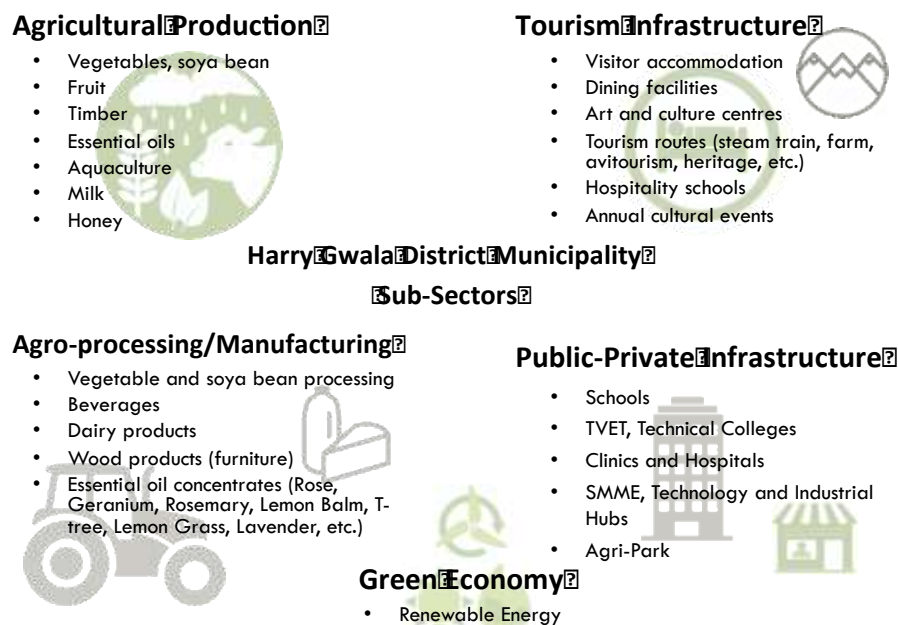 Agricultural Production
• Vegetables, soya bean
• Fruit
• Timber
• Essential oils
• Aquaculture
• Milk
• Honey
Tourism Infrastructure
• Visitor accommodation
• Dining facilities
• Art and culture centres
• Tourism routes (steam train, farm,
avitourism, heritage, etc.)
• Hospitality schools
• Annual cultural events
Harry Gwala District Municipality
Sub-Sectors
Agro-processing/Manufacturing
• Vegetable and soya bean processing
• Beverages
• Dairy products
• Wood products (furniture)
• Essential oil concentrates (Rose,
Geranium, Rosemary, Lemon Balm, T-
tree, Lemon Grass, Lavender, etc.)
Public-Private Infrastructure
• Schools
• TVET, Technical Colleges
• Clinics and Hospitals
• SMME, Technology and Industrial
Hubs
• Agri-Park
Green Economy
• Renewable Energy